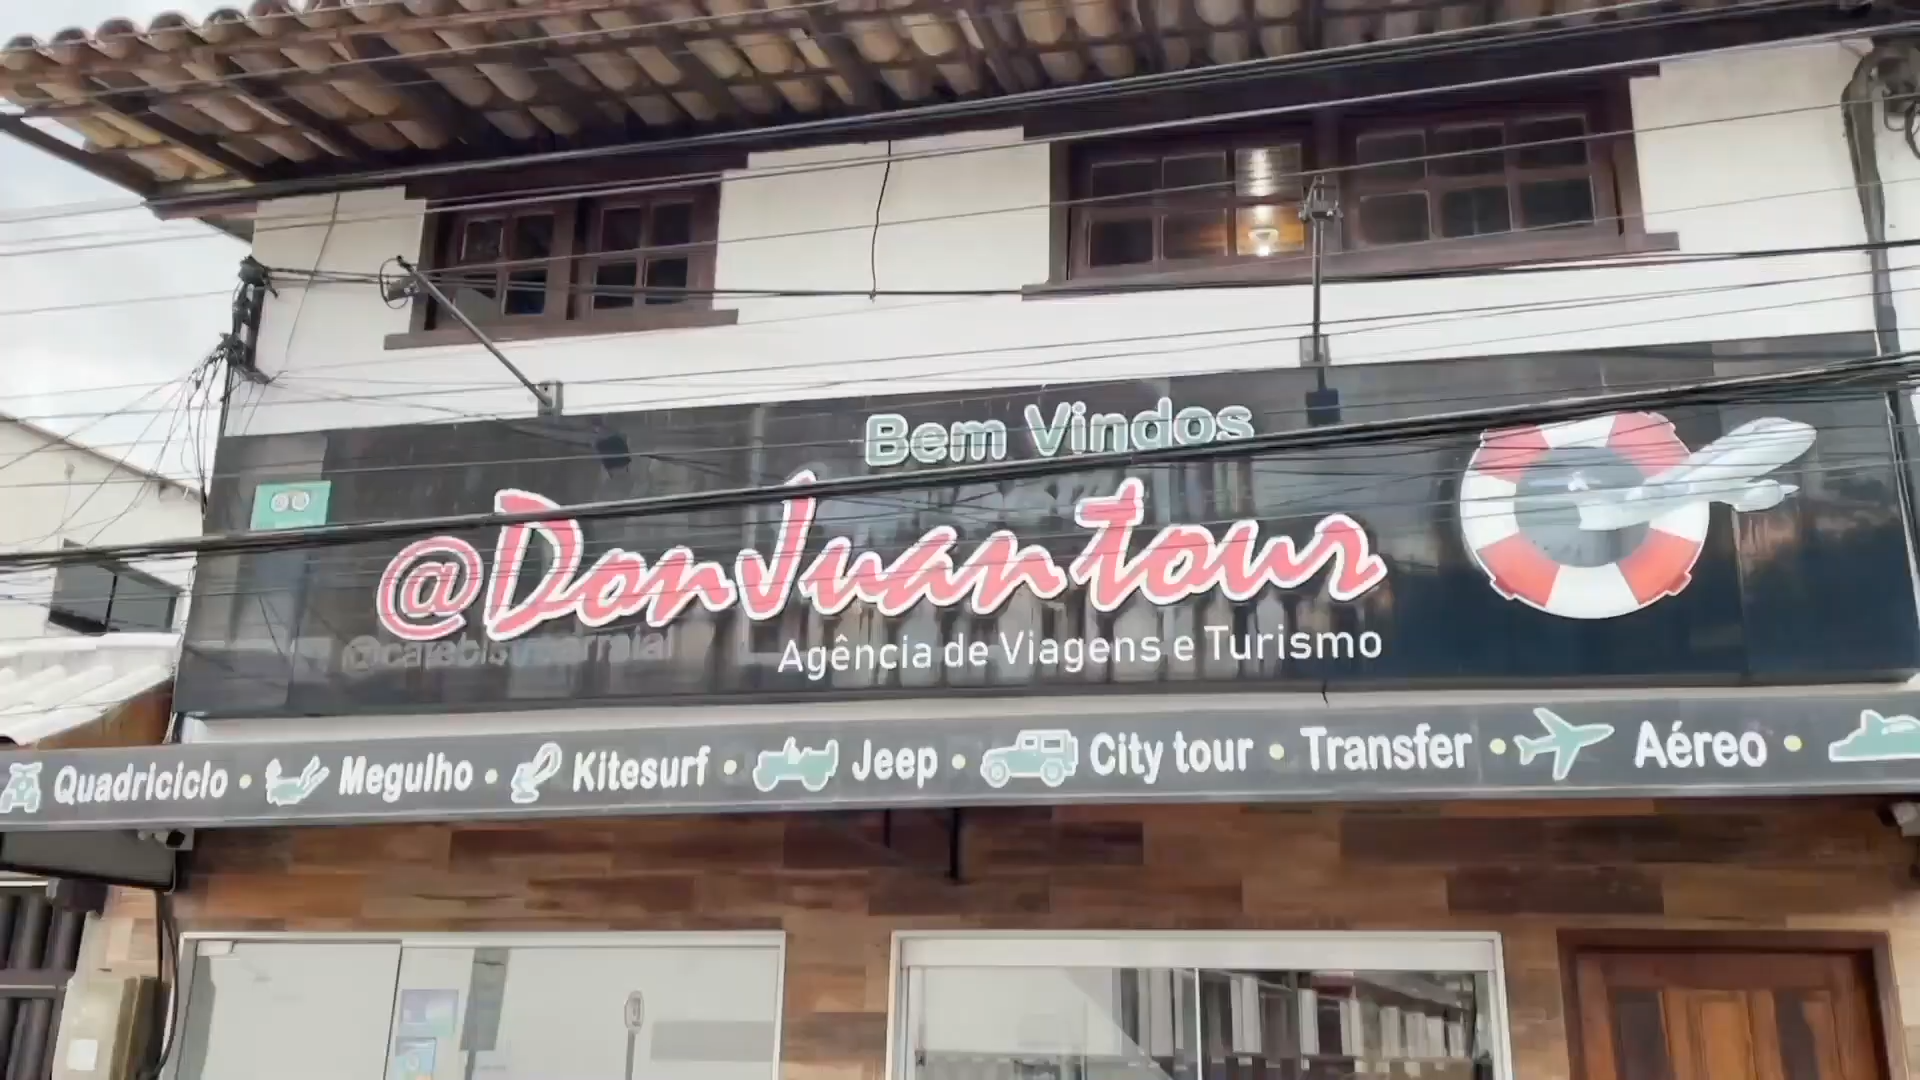 Bem Vindos
@DonJuantour
Agência de Viagens e Turismo
Quadriciclo • Megulho • Kitesurf • Jeep • City tour • Transfer • Aéreo •